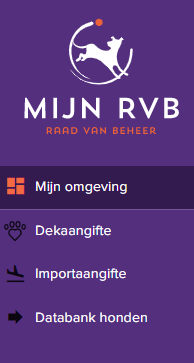 MIJN RVB
RAAD VAN BEHEER
Mijn omgeving
Dekaangifte
Importaangifte
Databank honden